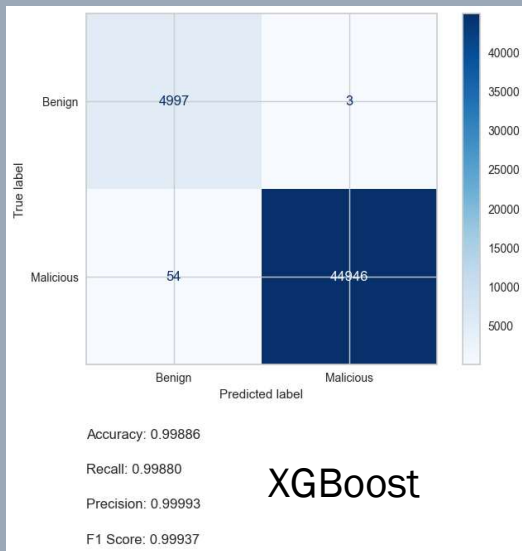 Benign
4997
3
40000
35000
30000
25000
20000
15000
10000
5000
True label
Malicious
54
44946
Benign
Malicious
Predicted label
Accuracy: 0.99886
Recall: 0.99880
Precision: 0.99993
F1 Score: 0.99937
XGBoost